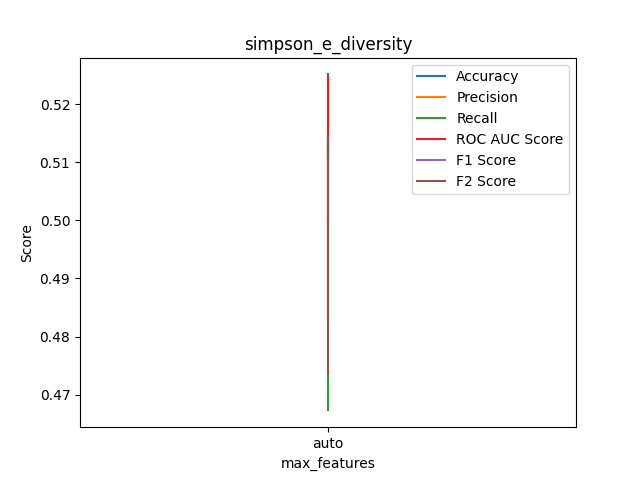 simpson_e_diversity
Accuracy
Precision
Recall
ROC AUC Score
F1 Score
F2 Score
0.52
0.51
0.50
0.49
0.48
0.47
Score
auto
max_features